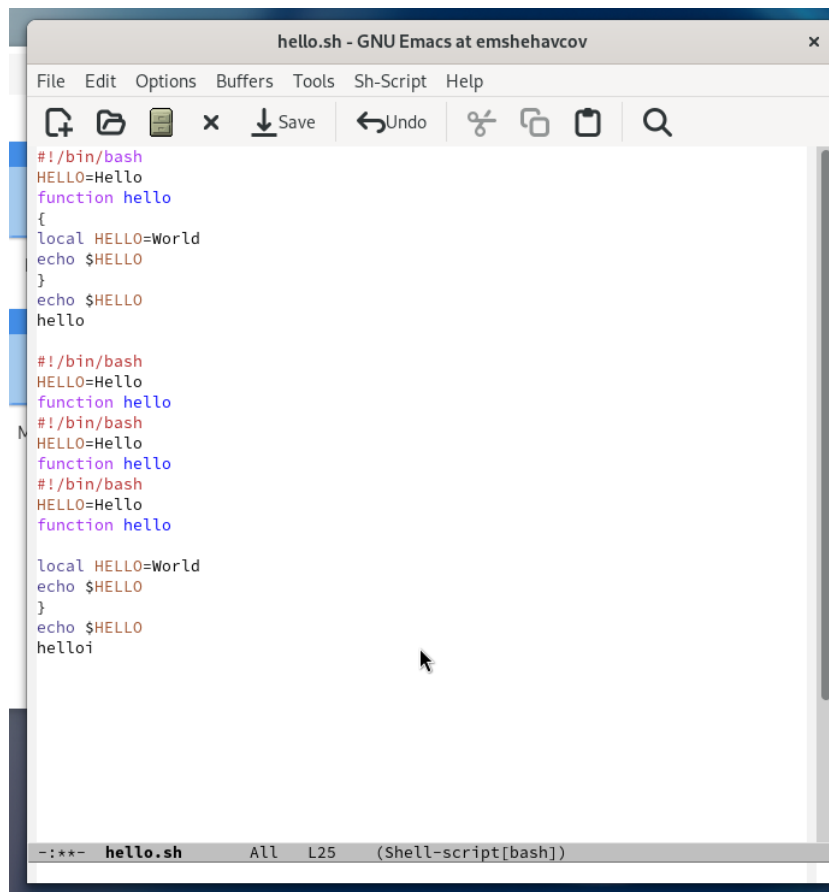 hello.sh - GNU Emacs at emshehavcov
×
File Edit Options Buffers Tools Sh-Script Help
Save Undo
#!/bin/bash
HELLO=Hello
function hello
{
local HELLO=World
echo $HELLO
}
echo $HELLO
hello
#!/bin/bash
HELLO=Hello
function hello
#!/bin/bash
HELLO=Hello
function hello
#!/bin/bash
HELLO=Hello
function hello
local HELLO=World
echo $HELLO
}
echo $HELLO
helloi
-:**- hello.sh All L25 (Shell-script[bash])